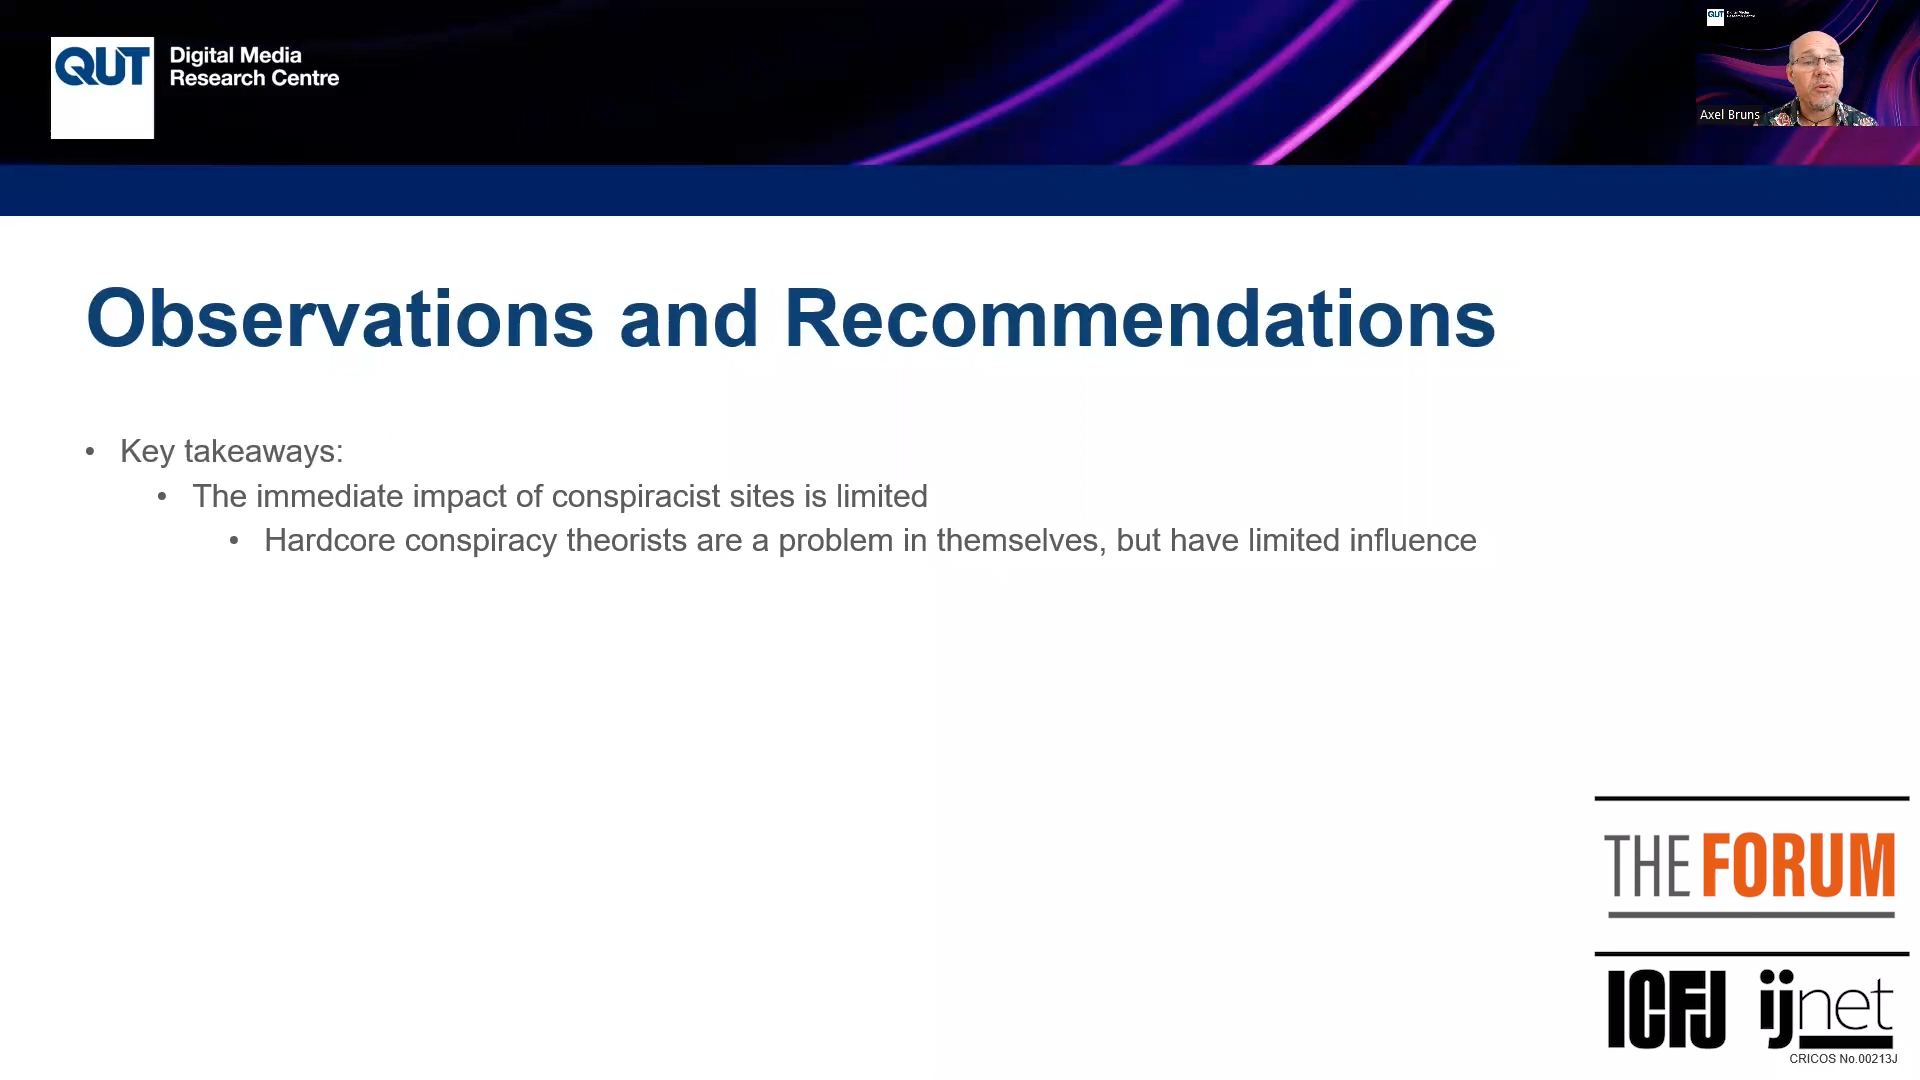 QUT
Digital Media
Research Centre
QUT
Axel Bruns
Observations and Recommendations
• Key takeaways:
• The immediate impact of conspiracist sites is limited
• Hardcore conspiracy theorists are a problem in themselves, but have limited influence
THE FORUM
ICFJ ijnet
CRICOS No.00213J